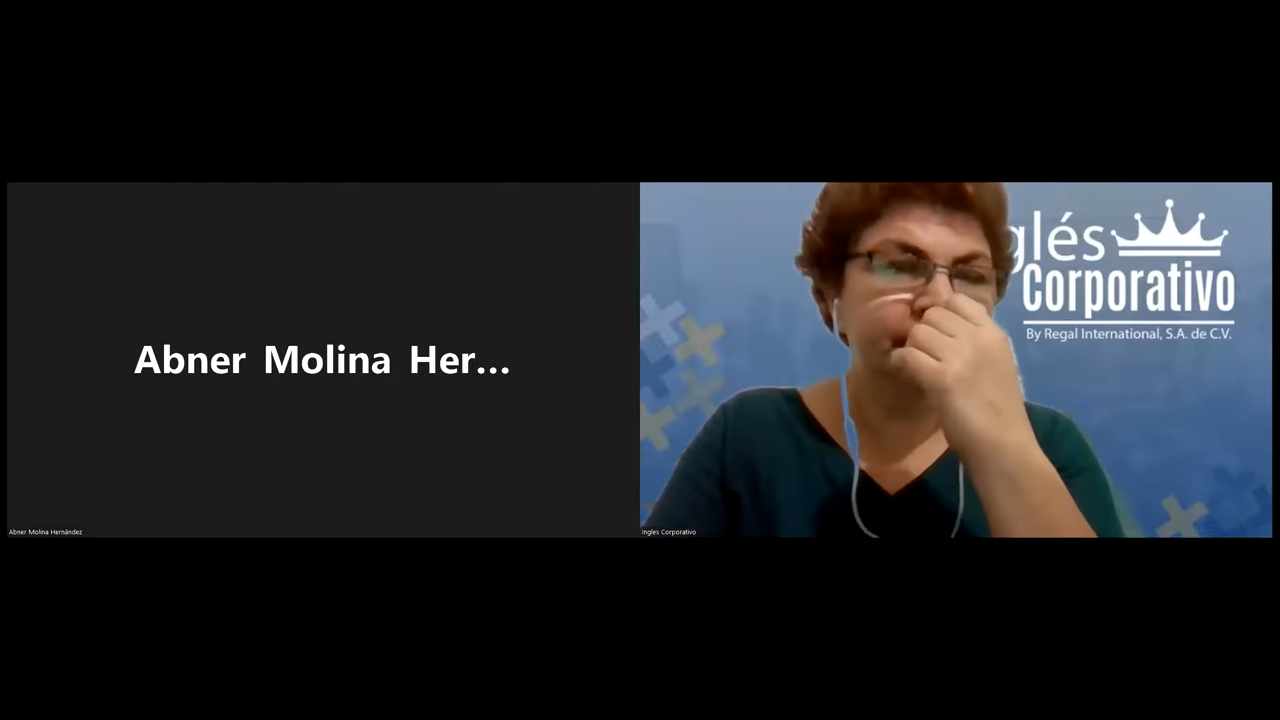 Abner Molina Her...
Abner Molina Hernández
glés
Corporativo
By Regal International, S.A. de C.V.
Ingles Corporativo